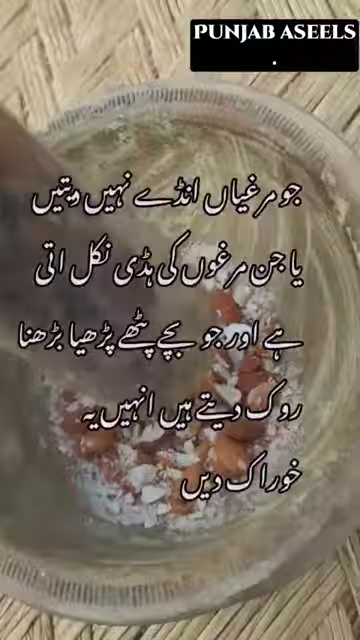 PUNJAB ASEELS
.
جو مرغیاں انڈے نہیں دیتیں
یا جن مرغوں کی ہڈی نکل اتی
ہے اور جو بچے پٹھے پڑھیا بڑھنا
روک دیتے ہیں انہیں یہ
خوراک دیں